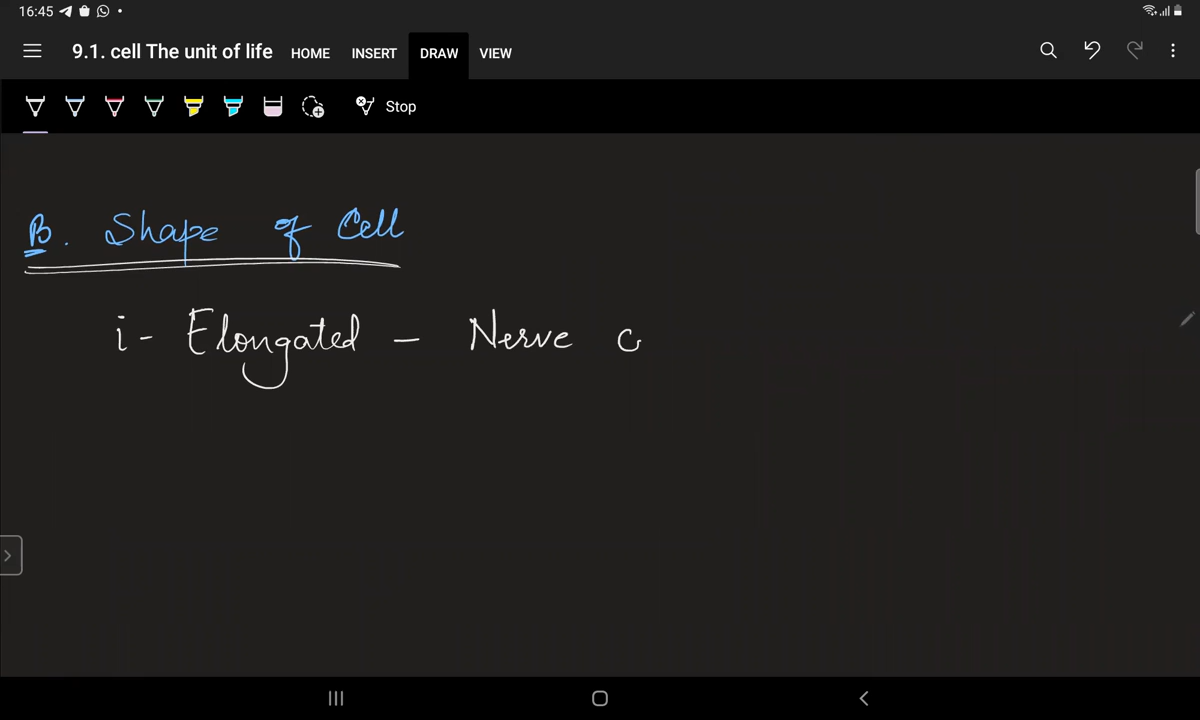 16:45
9.1. cell The unit of life HOME INSERT DRAW VIEW
Stop
B. Shape of Cell
i- Elongated - Nerve c